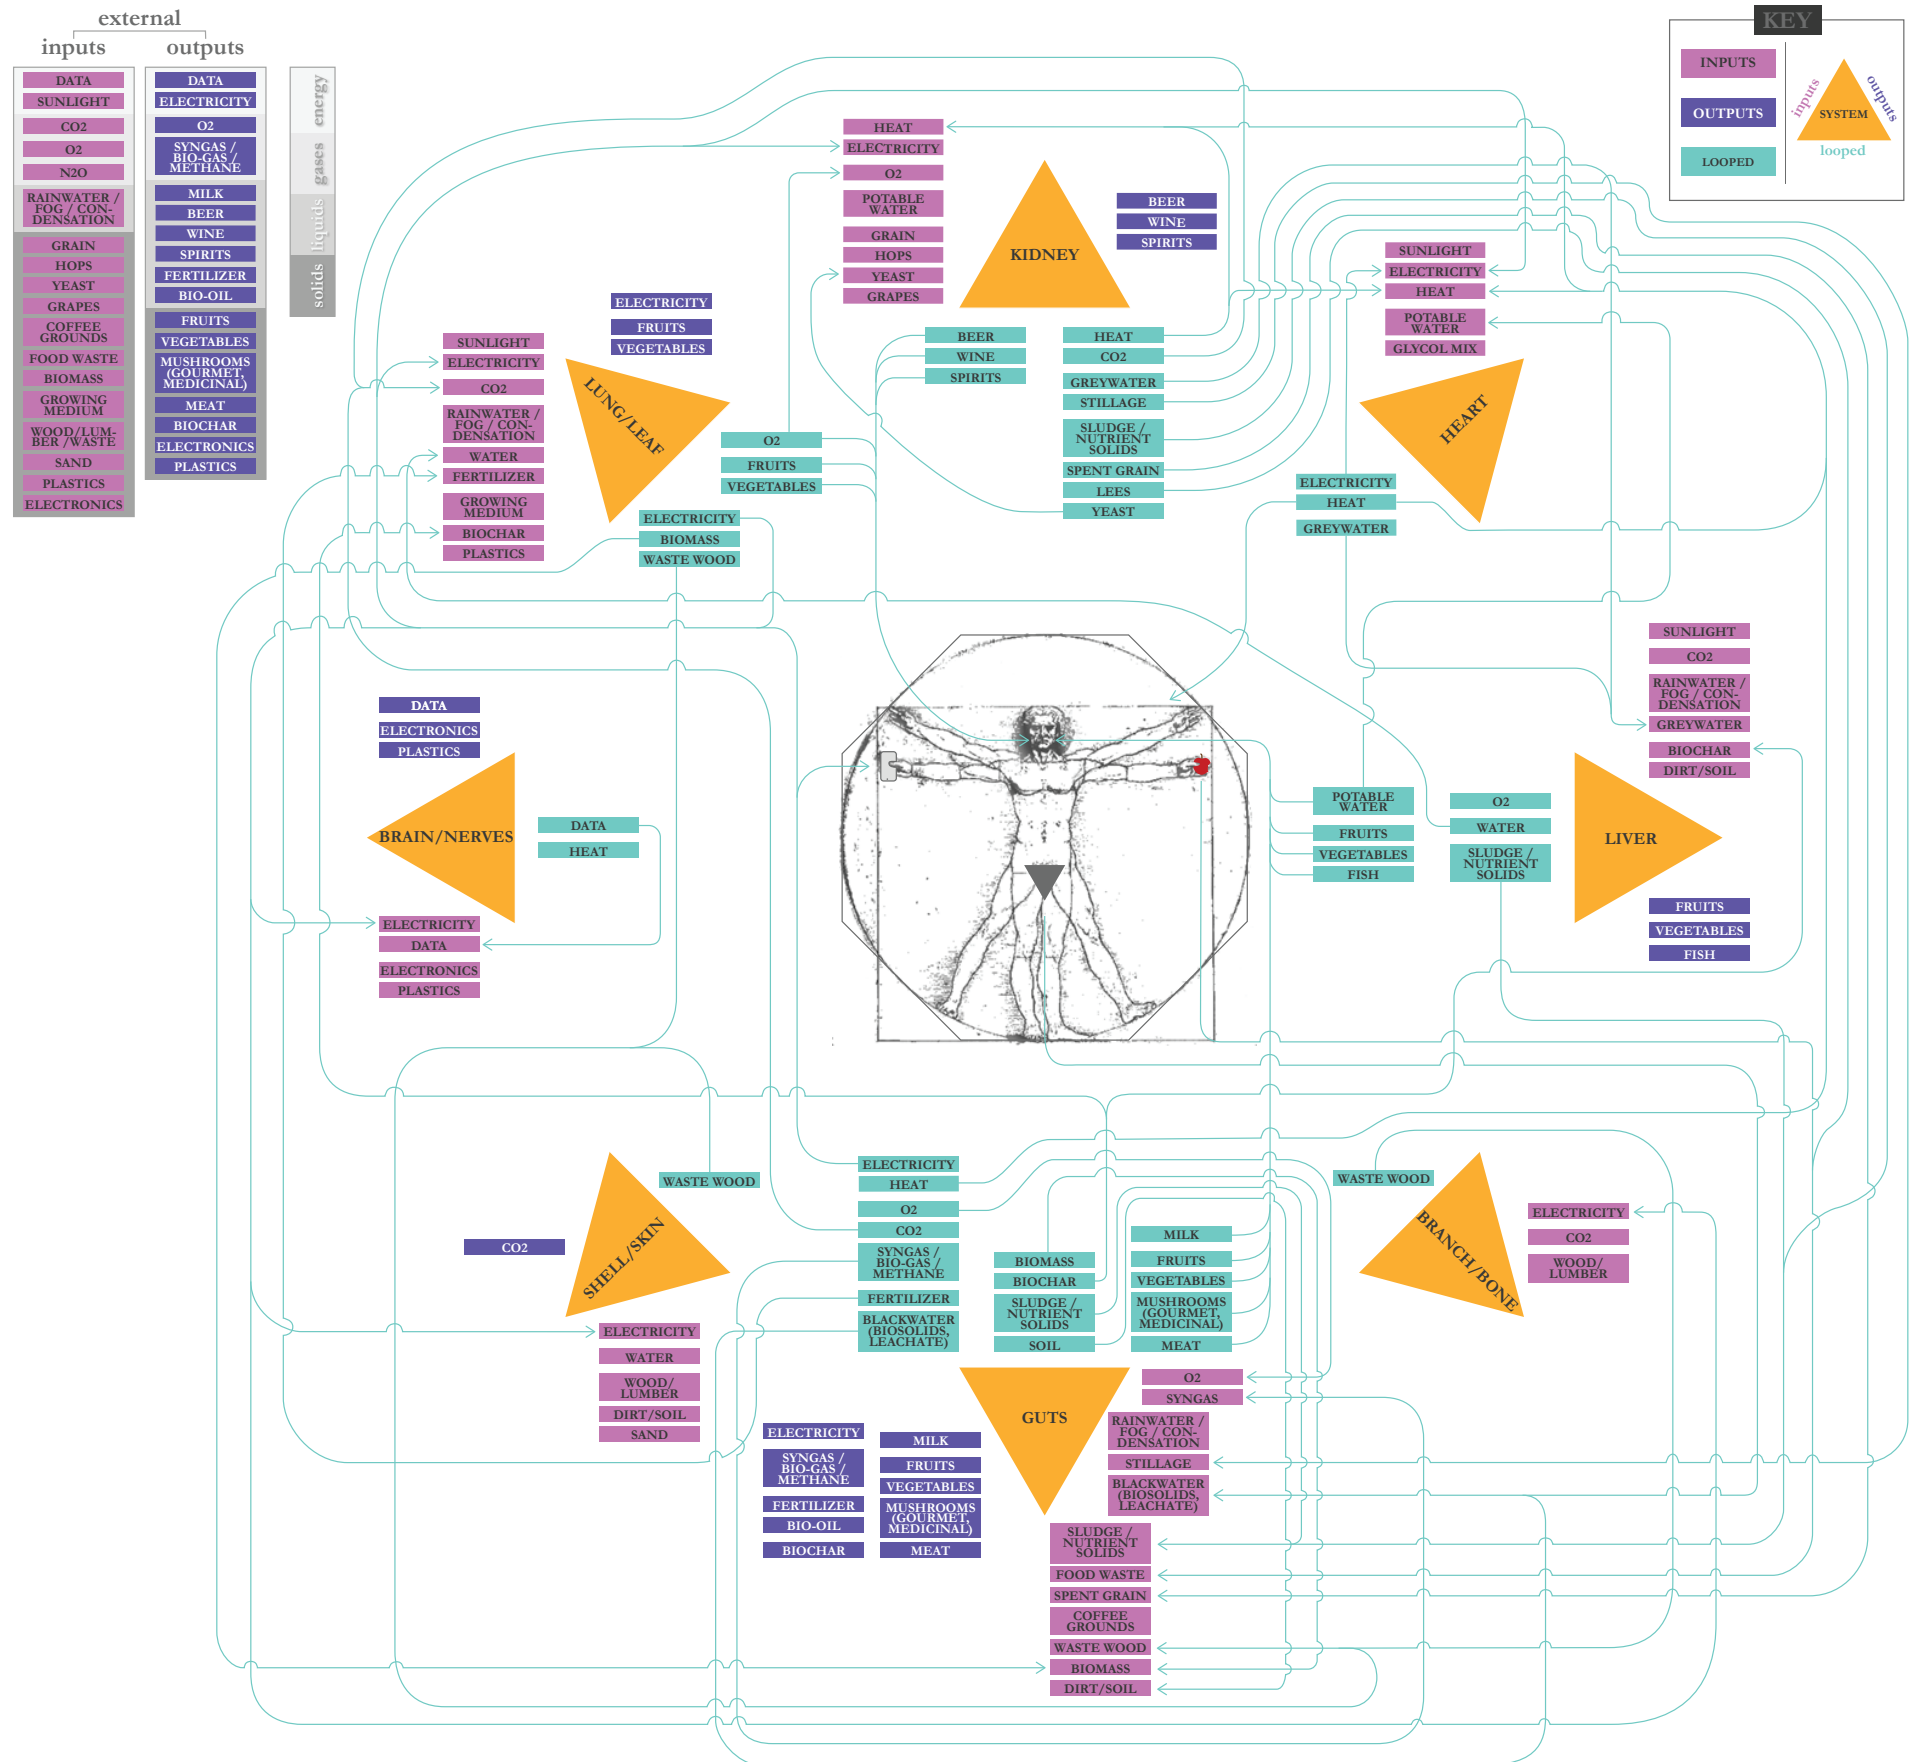 external
inputs
outputs
DATA
SUNLIGHT
CO2
O2
N2O
RAINWATER /
FOG / CON-
DENSATION
GRAIN
HOPS
YEAST
GRAPES
COFFEE
GROUNDS
FOOD WASTE
BIOMASS
GROWING
MEDIUM
WOOD/LUM-
BER /WASTE
SAND
PLASTICS
ELECTRONICS
DATA
ELECTRICITY
O2
SYNGAS /
BIO-GAS /
METHANE
MILK
BEER
WINE
SPIRITS
FERTILIZER
BIO-OIL
FRUITS
VEGETABLES
MUSHROOMS
(GOURMET,
MEDICINAL)
MEAT
BIOCHAR
ELECTRONICS
PLASTICS
energy
gases
liquids
solids
KEY
INPUTS
OUTPUTS
LOOPED
inputs
outputs
SYSTEM
looped
HEAT
ELECTRICITY
O2
POTABLE
WATER
GRAIN
HOPS
YEAST
GRAPES
KIDNEY
BEER
WINE
SPIRITS
BEER
WINE
SPIRITS
HEAT
CO2
GREYWATER
STILLAGE
SLUDGE /
NUTRIENT
SOLIDS
SPENT GRAIN
LEES
YEAST
SUNLIGHT
ELECTRICITY
HEAT
POTABLE
WATER
GLYCOL MIX
HEART
ELECTRICITY
HEAT
GREYWATER
ELECTRICITY
FRUITS
VEGETABLES
SUNLIGHT
ELECTRICITY
CO2
RAINWATER /
FOG / CON-
DENSATION
WATER
FERTILIZER
GROWING
MEDIUM
BIOCHAR
PLASTICS
LUNG/LEAF
O2
FRUITS
VEGETABLES
ELECTRICITY
BIOMASS
WASTE WOOD
SUNLIGHT
CO2
RAINWATER /
FOG / CON-
DENSATION
GREYWATER
BIOCHAR
DIRT/SOIL
LIVER
POTABLE
WATER
FRUITS
VEGETABLES
FISH
O2
WATER
SLUDGE /
NUTRIENT
SOLIDS
FRUITS
VEGETABLES
FISH
DATA
ELECTRONICS
PLASTICS
BRAIN/NERVES
DATA
HEAT
ELECTRICITY
DATA
ELECTRONICS
PLASTICS
WASTE WOOD
SHELL/SKIN
CO2
ELECTRICITY
WATER
WOOD/
LUMBER
DIRT/SOIL
SAND
ELECTRICITY
HEAT
O2
CO2
SYNGAS /
BIO-GAS /
METHANE
FERTILIZER
BLACKWATER
(BIOSOLIDS,
LEACHATE)
BIOMASS
BIOCHAR
SLUDGE /
NUTRIENT
SOLIDS
SOIL
MILK
FRUITS
VEGETABLES
MUSHROOMS
(GOURMET,
MEDICINAL)
MEAT
GUTS
ELECTRICITY
SYNGAS /
BIO-GAS /
METHANE
FERTILIZER
BIO-OIL
BIOCHAR
MILK
FRUITS
VEGETABLES
MUSHROOMS
(GOURMET,
MEDICINAL)
MEAT
O2
SYNGAS
RAINWATER /
FOG / CON-
DENSATION
STILLAGE
BLACKWATER
(BIOSOLIDS,
LEACHATE)
SLUDGE /
NUTRIENT
SOLIDS
FOOD WASTE
SPENT GRAIN
COFFEE
GROUNDS
WASTE WOOD
BIOMASS
DIRT/SOIL
WASTE WOOD
BRANCH/BONE
ELECTRICITY
CO2
WOOD/
LUMBER